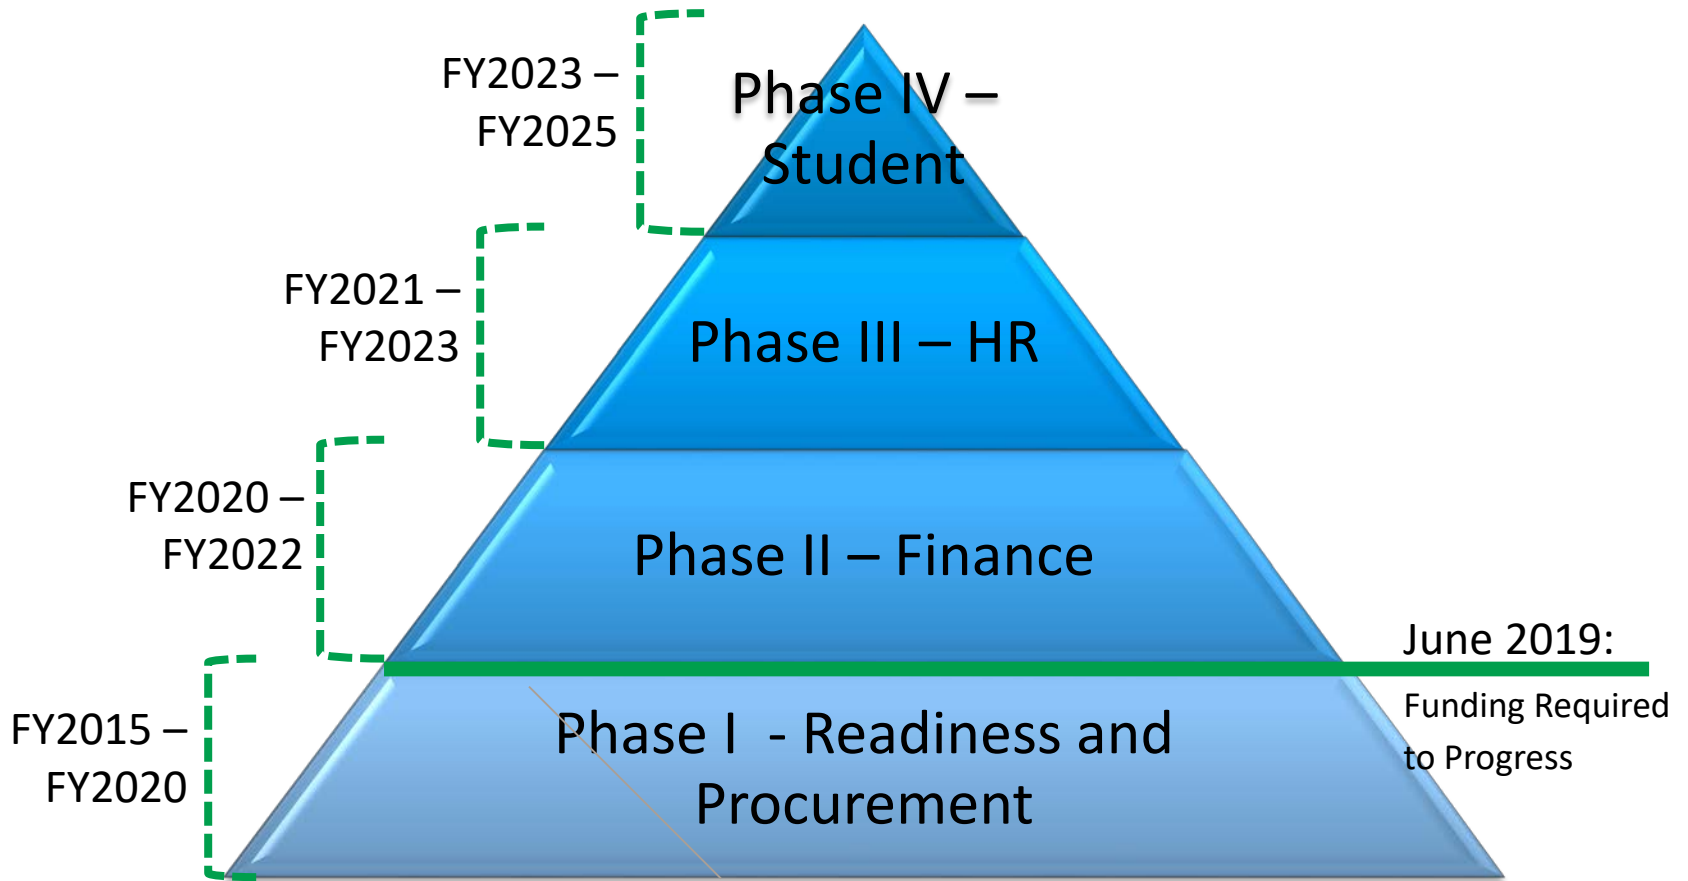 FY2023 –
FY2025
Phase IV –
Student
FY2021 –
FY2023
Phase III – HR
FY2020 –
FY2022
Phase II – Finance
June 2019:
Funding Required
to Progress
FY2015 –
FY2020
Phase I  - Readiness and
Procurement